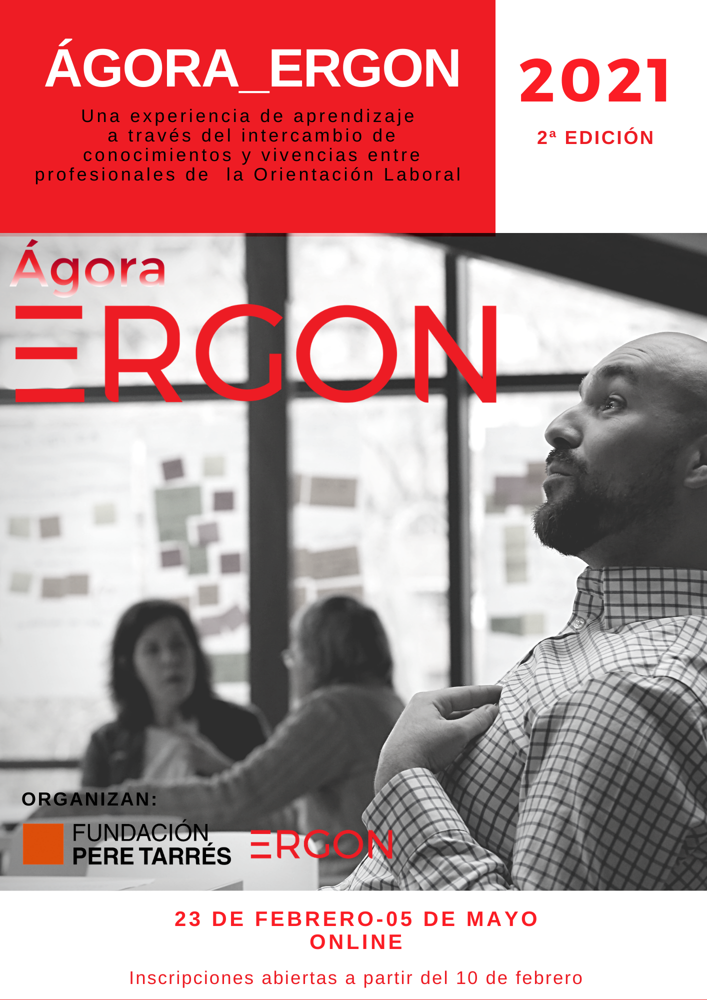 ÁGORA_ERGON
Una experiencia de aprendizaje
a través del intercambio de
conocimientos y vivencias entre
profesionales de  la Orientación Laboral
2021
2ª EDICIÓN
Ágora
ERGON
ORGANIZAN:
FUNDACIÓN
PERE TARRÉS
ERGON
23 DE FEBRERO-05 DE MAYO
ONLINE
Inscripciones abiertas a partir del 10 de febrero